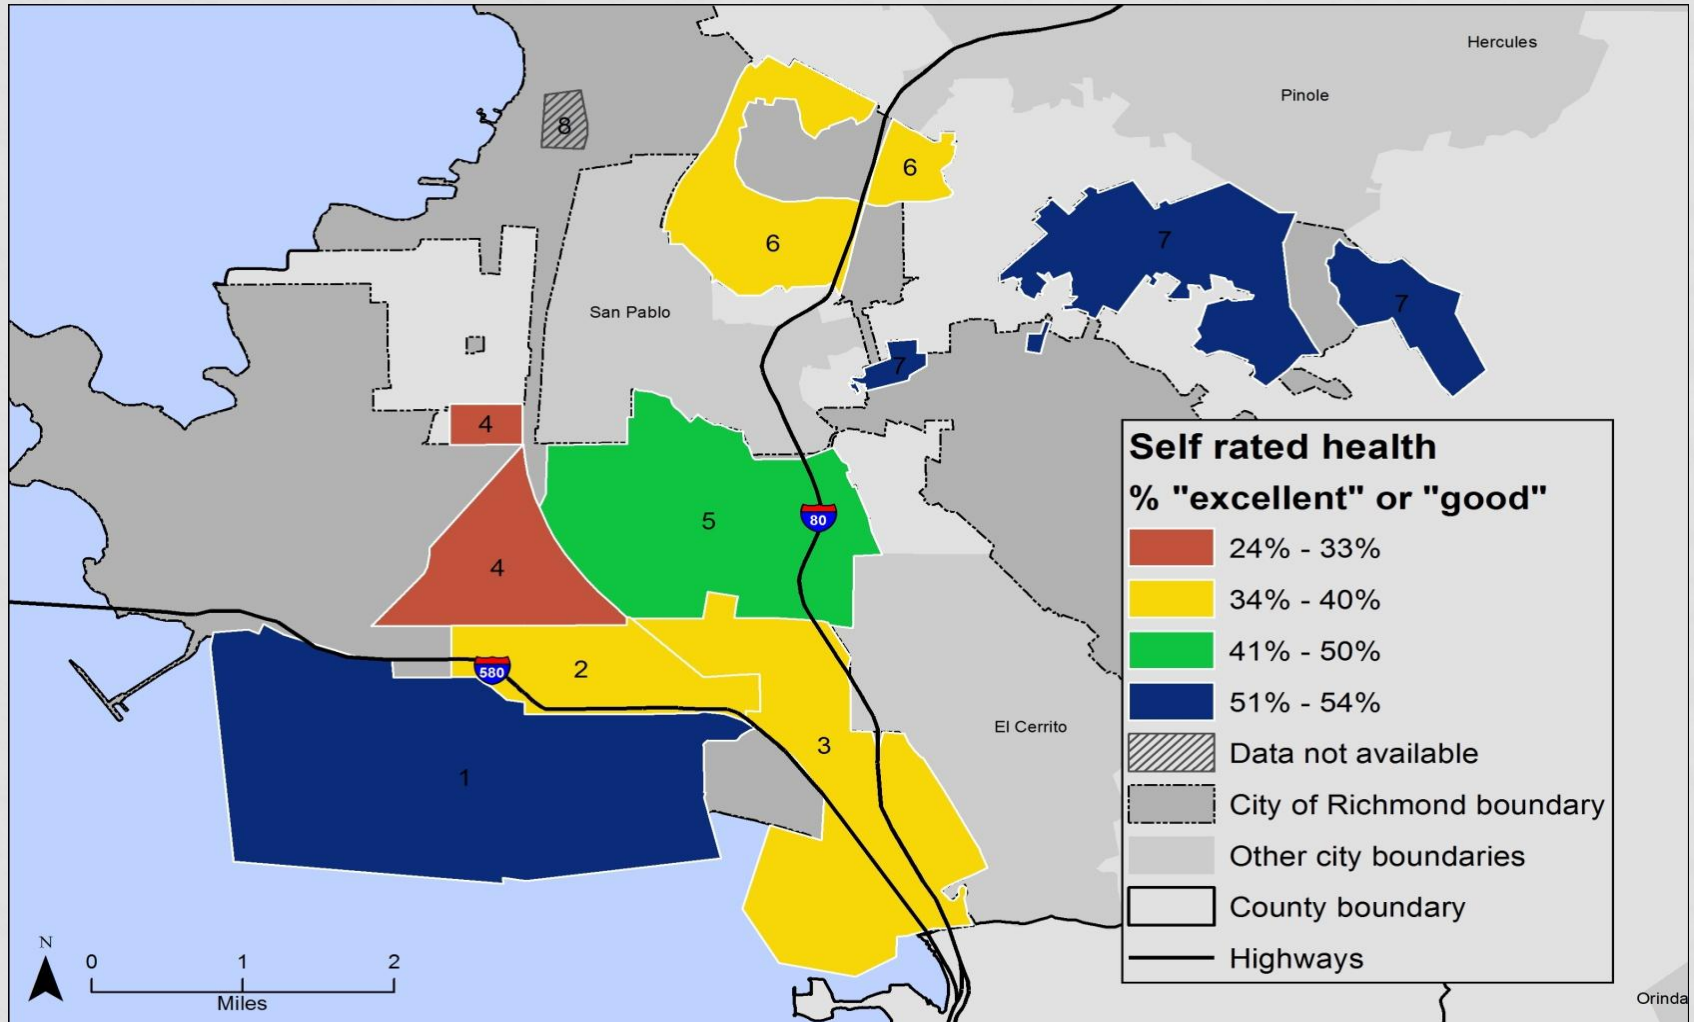 Hercules
Pinole
8
6
6
7
7
San Pablo
7
4
Self rated health
% "excellent" or "good"
24% - 33%
34% - 40%
41% - 50%
51% - 54%
Data not available
City of Richmond boundary
Other city boundaries
County boundary
Highways
5
80
4
2
580
El Cerrito
3
1
N
0 1 2
Miles
Orinda